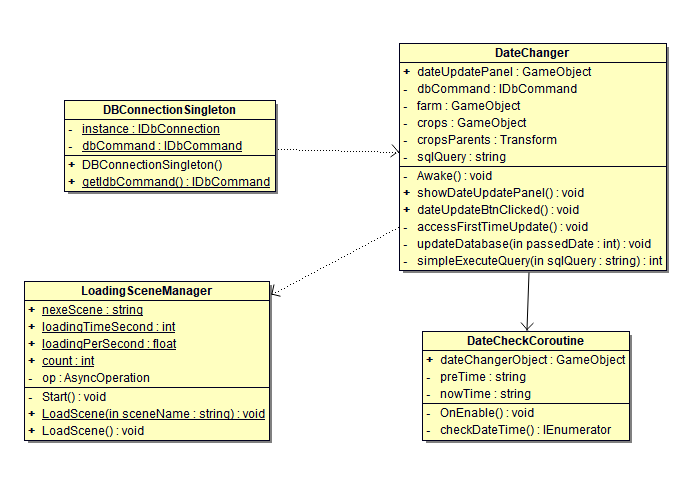 DateChanger
+ dateUpdatePanel : GameObject
- dbCommand : IDbCommand
- farm : GameObject
- crops : GameObject
- cropsParents : Transform
- sqlQuery : string
- Awake() : void
+ showDateUpdatePanel() : void
+ dateUpdateBtnClicked() : void
- accessFirstTimeUpdate() : void
- updateDatabase(in passedDate : int) : void
- simpleExecuteQuery(in sqlQuery : string) : int
DBConnectionSingleton
- instance : IDbConnection
- dbCommand : IDbCommand
+ DBConnectionSingleton()
+ getIdbCommand() : IDbCommand
LoadingSceneManager
+ nexeScene : string
+ loadingTimeSecond : int
+ loadingPerSecond : float
+ count : int
- op : AsyncOperation
- Start() : void
+ LoadScene(in sceneName : string) : void
+ LoadScene() : void
DateCheckCoroutine
+ dateChangerObject : GameObject
- preTime : string
- nowTime : string
- OnEnable() : void
- checkDateTime() : IEnumerator